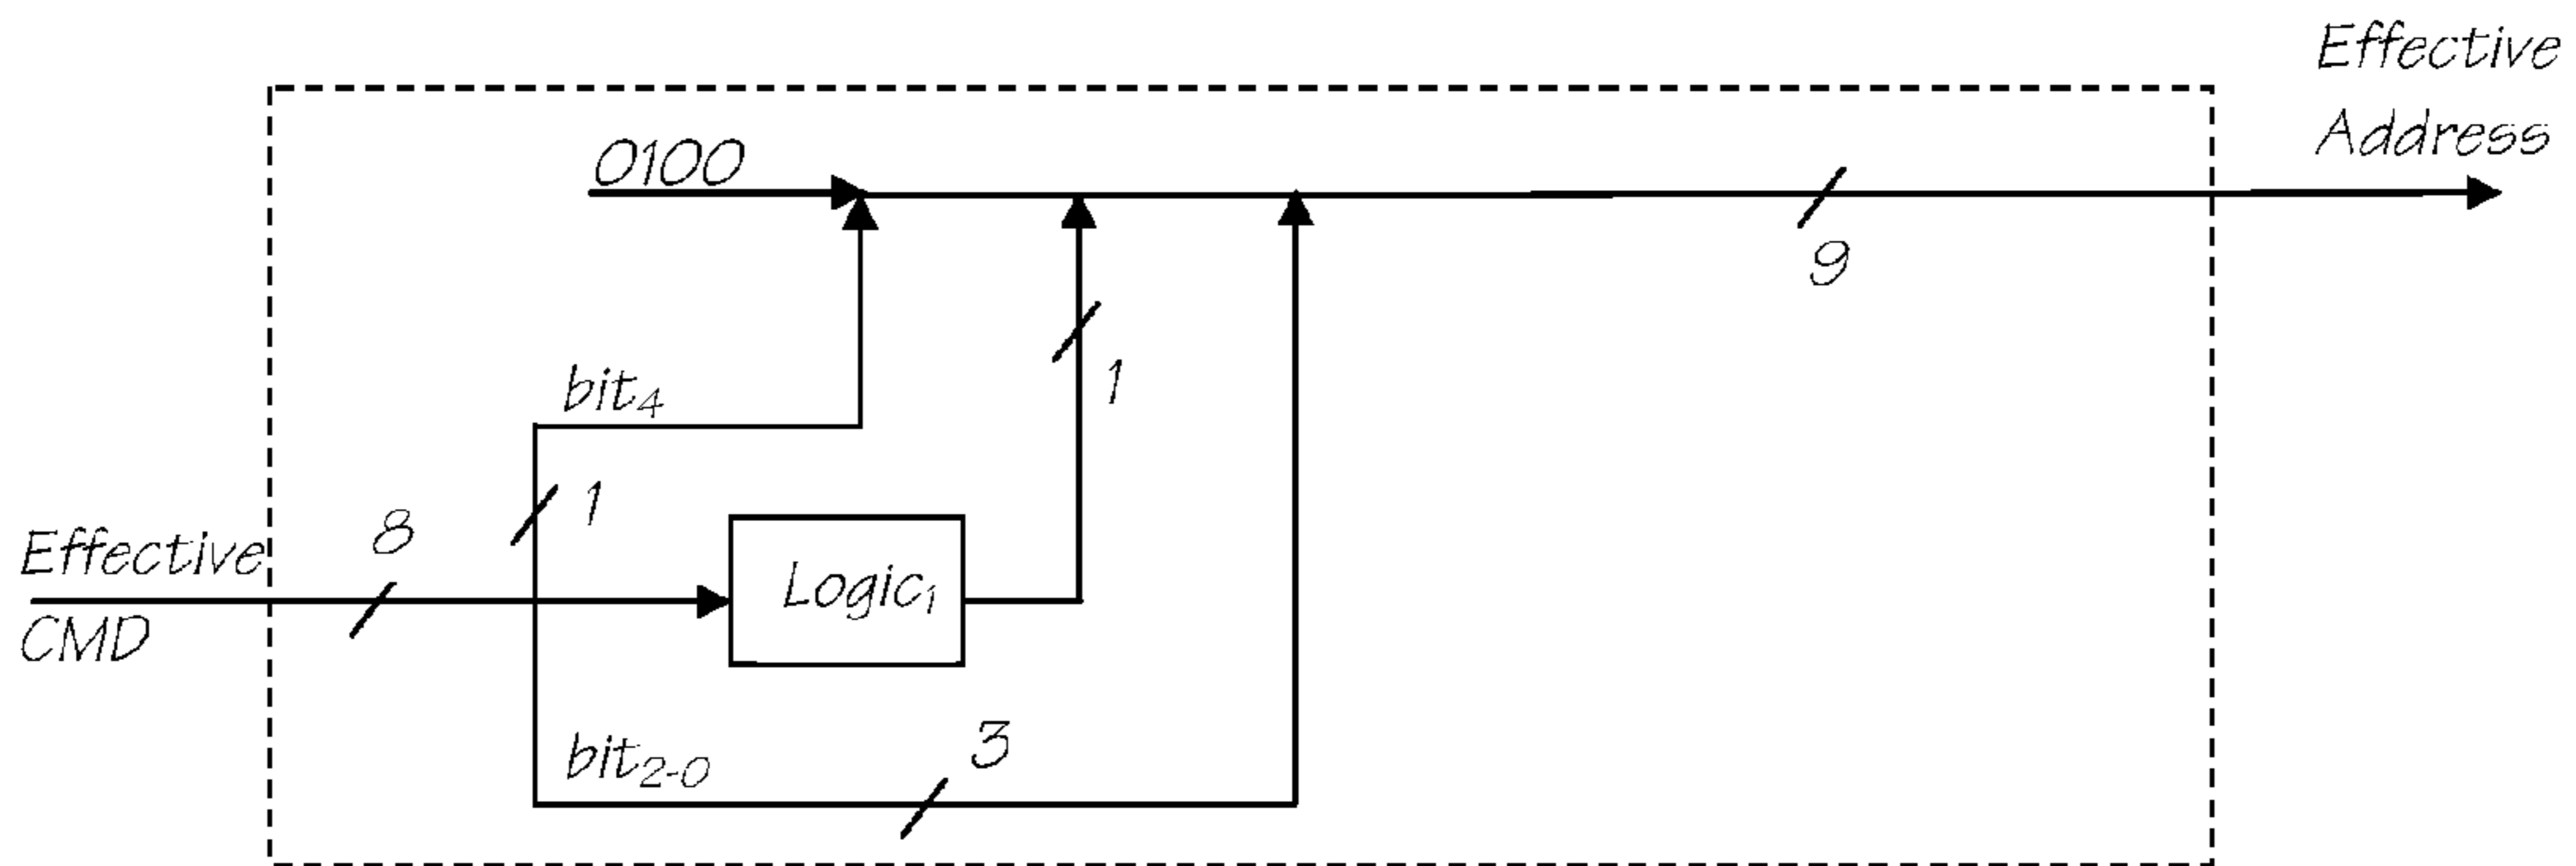 Effective
Address
0100
9
1
bit₄
1
8
Effective
CMD
Logic₁
3
bit₂₋₀